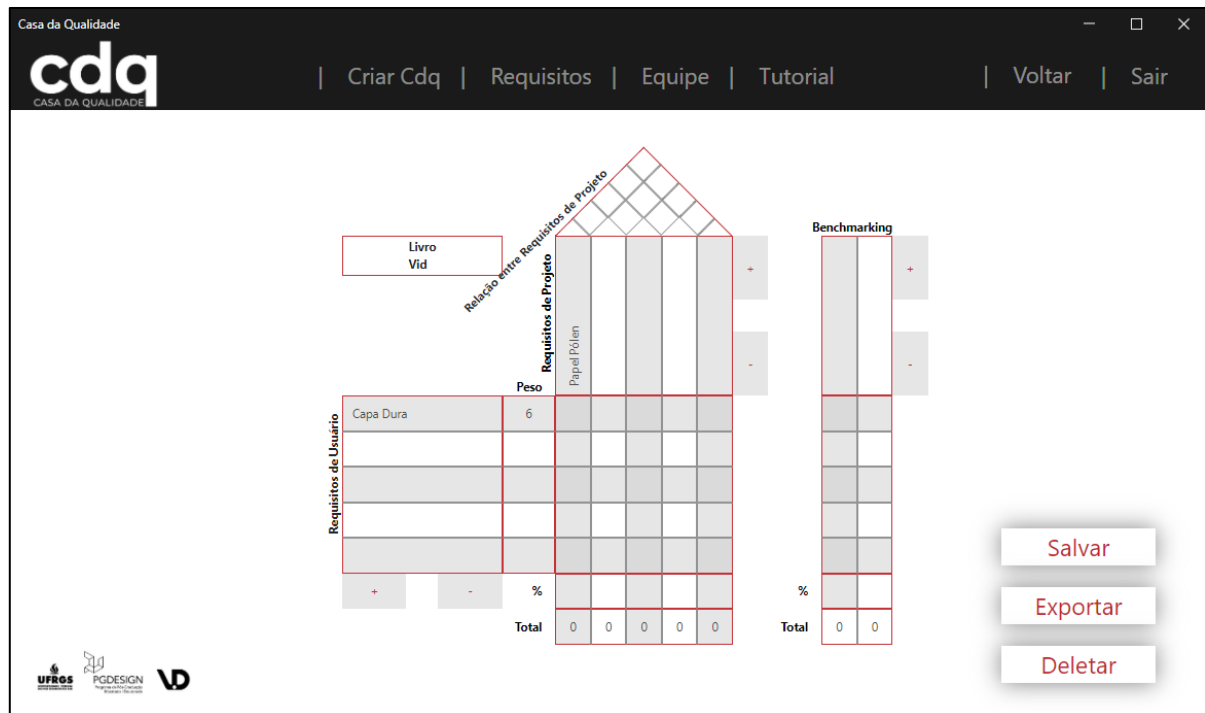 Casa da Qualidade
cdq
CASA DA QUALIDADE
| Criar Cdq | Requisitos | Equipe | Tutorial | Voltar | Sair
Relação entre Requisitos de Projeto
Livro
Vid
Requisitos de Projeto
Papel Pólen
+
-
Benchmarking
+
-
Peso
Requisitos de Usuário
Capa Dura 6
+ - %
Total 0 0 0 0 0
%
Total 0 0
Salvar
Exportar
Deletar
UFRGS
PGDESIGN
VD